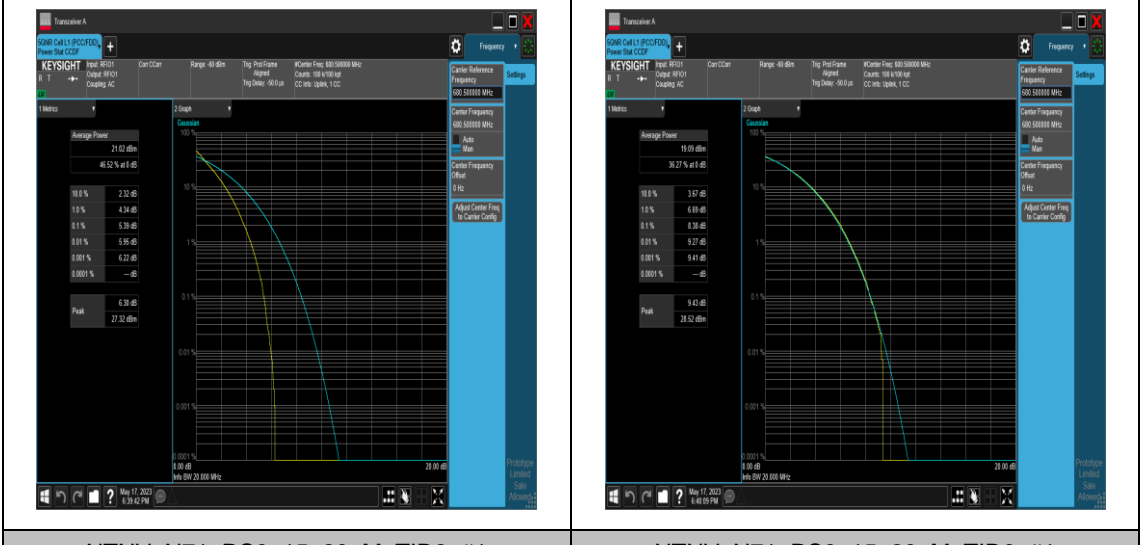 Transceiver A
5GNR Cell L1 (PCC/FDD)
Power Stat CCDF
Frequency
KEYSIGHT
R T
Input: RFIO1
Output: RFIO1
Coupling: AC
Corr CCorr
Range: -60 dBm
Trig: Prot Frame
Aligned
Trig Delay: -50.0 µs
#Center Freq: 680.500000 MHz
Counts: 100 k/100 kpt
CC Info: Uplink, 1 CC
Carrier Reference
Frequency
680.500000 MHz
Settings
Center Frequency
680.500000 MHz
Auto
Man
Center Frequency
Offset
0 Hz
Adjust Center Freq
to Carrier Config
1 Metrics
2 Graph
Average Power
21.02 dBm
46.52 % at 0 dB
10.0 % 2.32 dB
1.0 % 4.34 dB
0.1 % 5.39 dB
0.01 % 5.95 dB
0.001 % 6.22 dB
0.0001 % --- dB
Peak 6.30 dB
27.32 dBm
Gaussian
100 %
10 %
1 %
0.1 %
0.01 %
0.001 %
0.0001 %
0.00 dB 20.00 dB
Info BW 20.000 MHz
May 17, 2023
6:39:42 PM
Prototype
Limited
Sale
Allowed
Transceiver A
5GNR Cell L1 (PCC/FDD)
Power Stat CCDF
Frequency
KEYSIGHT
R T
Input: RFIO1
Output: RFIO1
Coupling: AC
Corr CCorr
Range: -60 dBm
Trig: Prot Frame
Aligned
Trig Delay: -50.0 µs
#Center Freq: 680.500000 MHz
Counts: 100 k/100 kpt
CC Info: Uplink, 1 CC
Carrier Reference
Frequency
680.500000 MHz
Settings
Center Frequency
680.500000 MHz
Auto
Man
Center Frequency
Offset
0 Hz
Adjust Center Freq
to Carrier Config
1 Metrics
2 Graph
Average Power
19.09 dBm
36.27 % at 0 dB
10.0 % 3.67 dB
1.0 % 6.69 dB
0.1 % 8.38 dB
0.01 % 9.27 dB
0.001 % 9.41 dB
0.0001 % --- dB
Peak 9.43 dB
28.52 dBm
Gaussian
100 %
10 %
1 %
0.1 %
0.01 %
0.001 %
0.0001 %
0.00 dB 20.00 dB
Info BW 20.000 MHz
May 17, 2023
6:40:09 PM
Prototype
Limited
Sale
Allowed